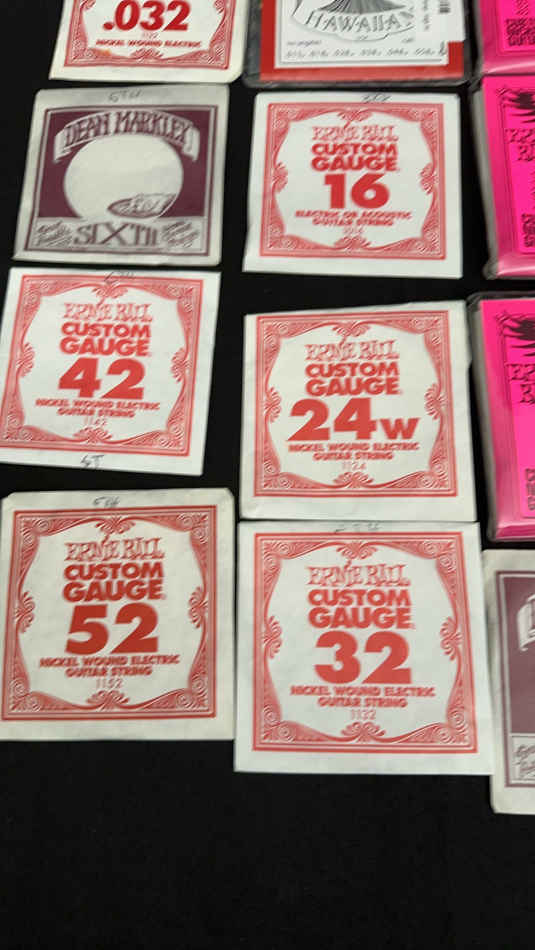 .032
1132
NICKEL WOUND ELECTRIC
HAWAIIAN
6TH
DEAN MARKLEY
SIXTH
ERNIE BALL
CUSTOM
GAUGE
16
ELECTRIC OR ACOUSTIC
GUITAR STRING
1016
ERNIE BALL
CUSTOM
GAUGE
42
NICKEL WOUND ELECTRIC
GUITAR STRING
1142
ERNIE BALL
CUSTOM
GAUGE
24w
NICKEL WOUND ELECTRIC
GUITAR STRING
1124
ERNIE BALL
CUSTOM
GAUGE
52
NICKEL WOUND ELECTRIC
GUITAR STRING
1152
ERNIE BALL
CUSTOM
GAUGE
32
NICKEL WOUND ELECTRIC
GUITAR STRING
1132